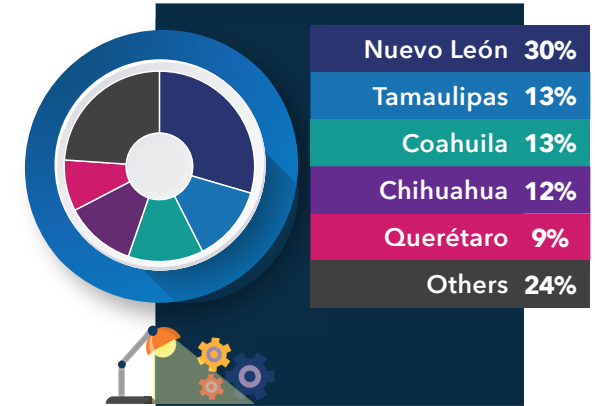 Nuevo León 30%
Tamaulipas 13%
Coahuila 13%
Chihuahua 12%
Querétaro 9%
Others 24%